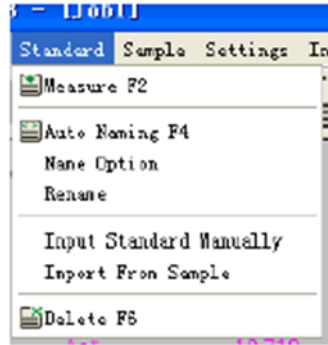 Standard Sample Settings
Measure F2
Auto Naming F4
Name Option
Rename
Input Standard Manually
Import From Sample
Delete F6